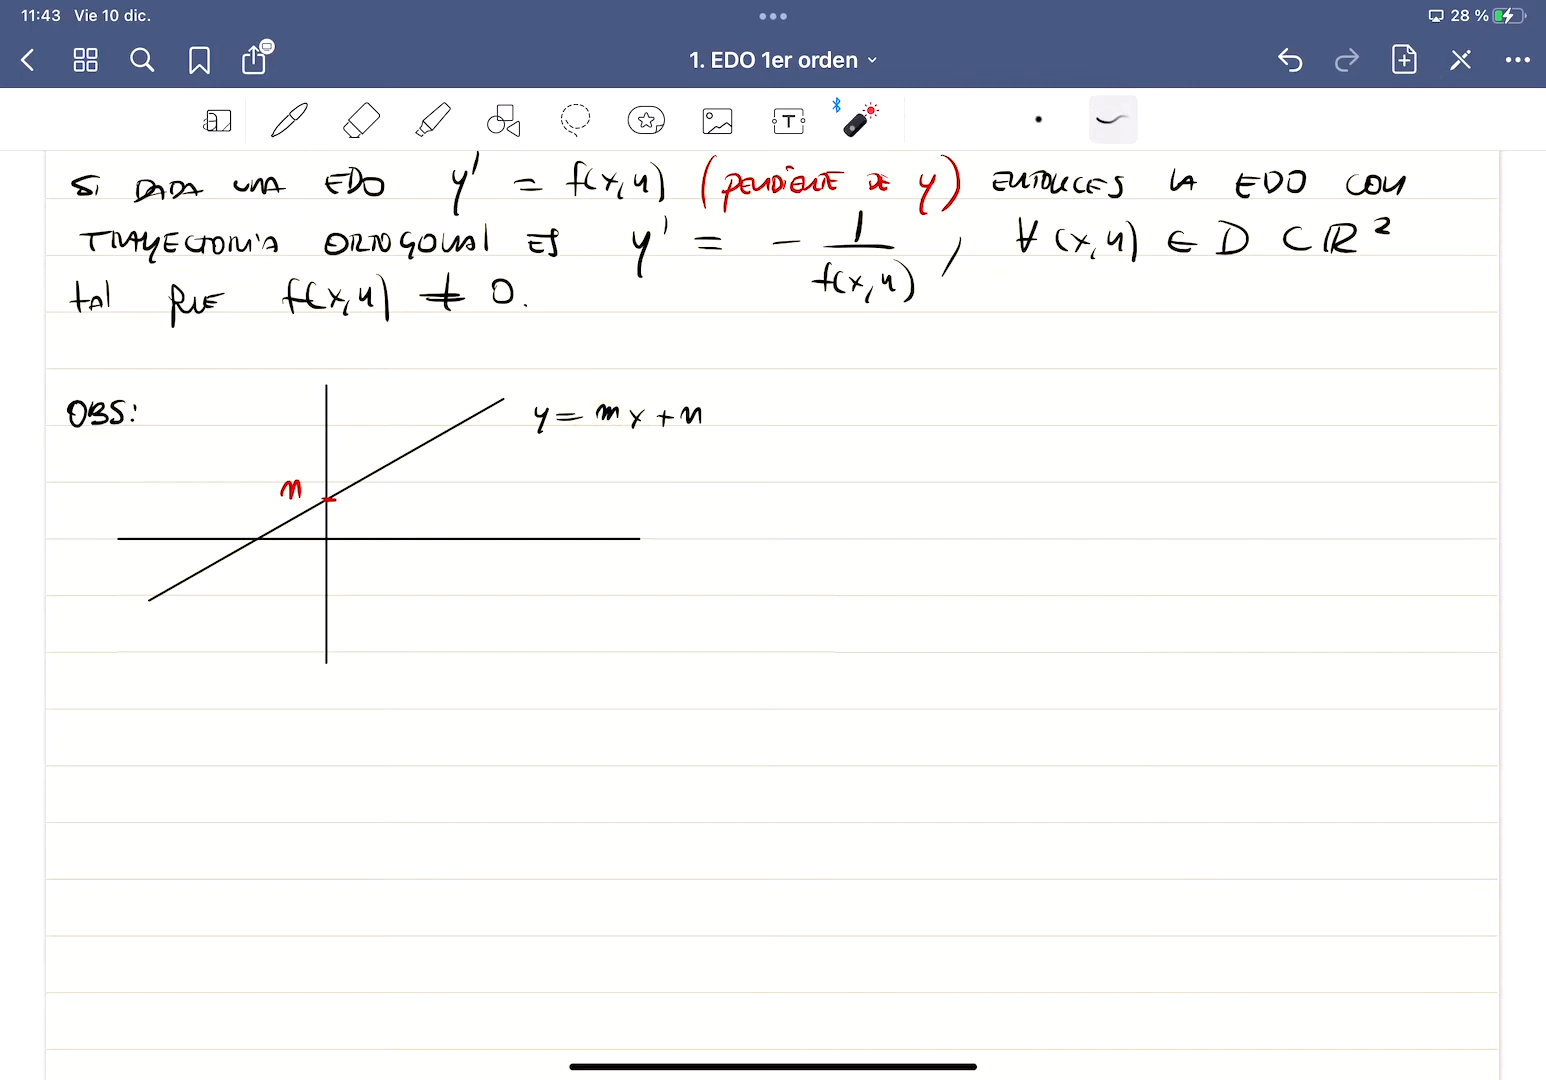 11:43 Vie 10 dic.
28 %
1. EDO 1er orden
T
Si DADA UNA EDO y' = f(x,y) (PENDIENTE DE y) ENTONCES LA EDO CON
TRAYECTORIA ORTOGONAL ES y' = - 1/f(x,y) , ∀ (x,y) ∈ D ⊂ ℝ²
tal QUE f(x,y) ≠ 0.
OBS:
y = mx + n
n